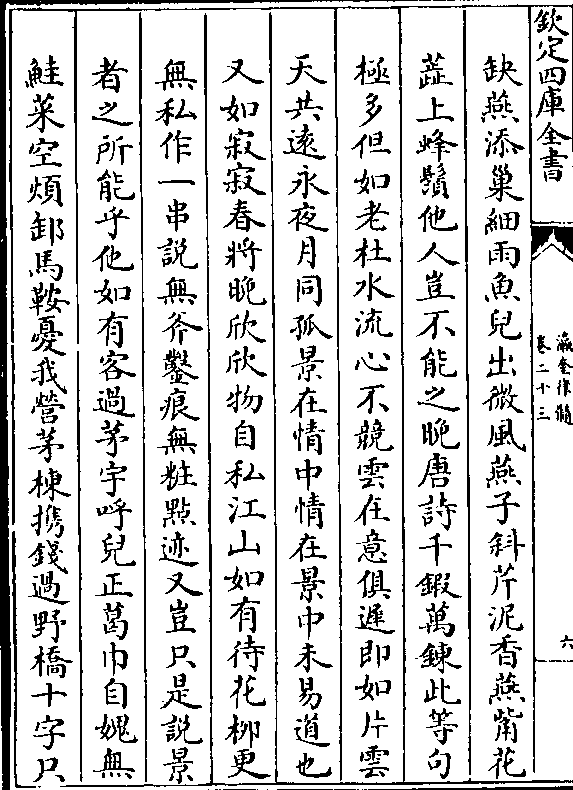 欽定四庫全書
瀛奎律髓
卷二十三
六
缺燕添巢細雨魚兒出微風燕子斜芹泥香燕觜花
蘂上蜂鬚他人豈不能之晚唐詩千鍜萬鍊此等句
極多但如老杜水流心不競雲在意俱遲即如片雲
天共遠永夜月同孤景在情中情在景中未易道也
又如寂寂春將晚欣欣物自私江山如有待花柳更
無私作一串説無斧鑿痕無粧點迹又豈只是説景
者之所能乎他如有客過茅宇呼兒正葛巾自媿無
鮭菜空煩卸馬鞍憂我營茅棟携錢過野橋十字只